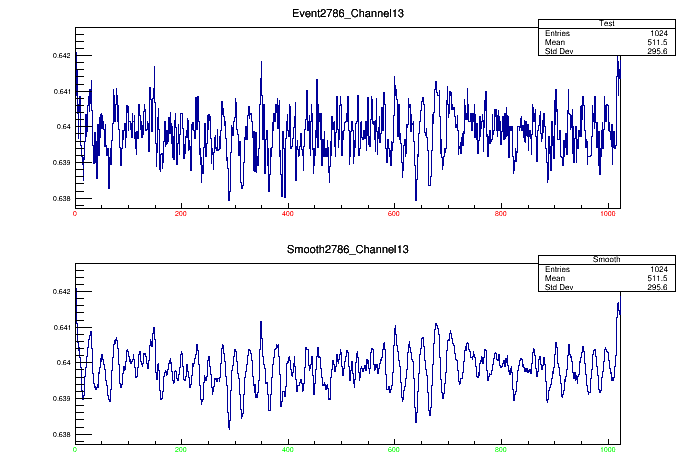 Event2786_Channel13
Test
Entries 1024
Mean 511.5
Std Dev 295.6
0.642
0.641
0.64
0.639
0.638
0 200 400 600 800 1000
Smooth2786_Channel13
Smooth
Entries 1024
Mean 511.5
Std Dev 295.6
0.642
0.641
0.64
0.639
0.638
0 200 400 600 800 1000